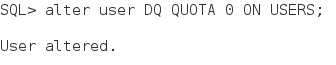 SQL> alter user DQ QUOTA 0 ON USERS;
User altered.